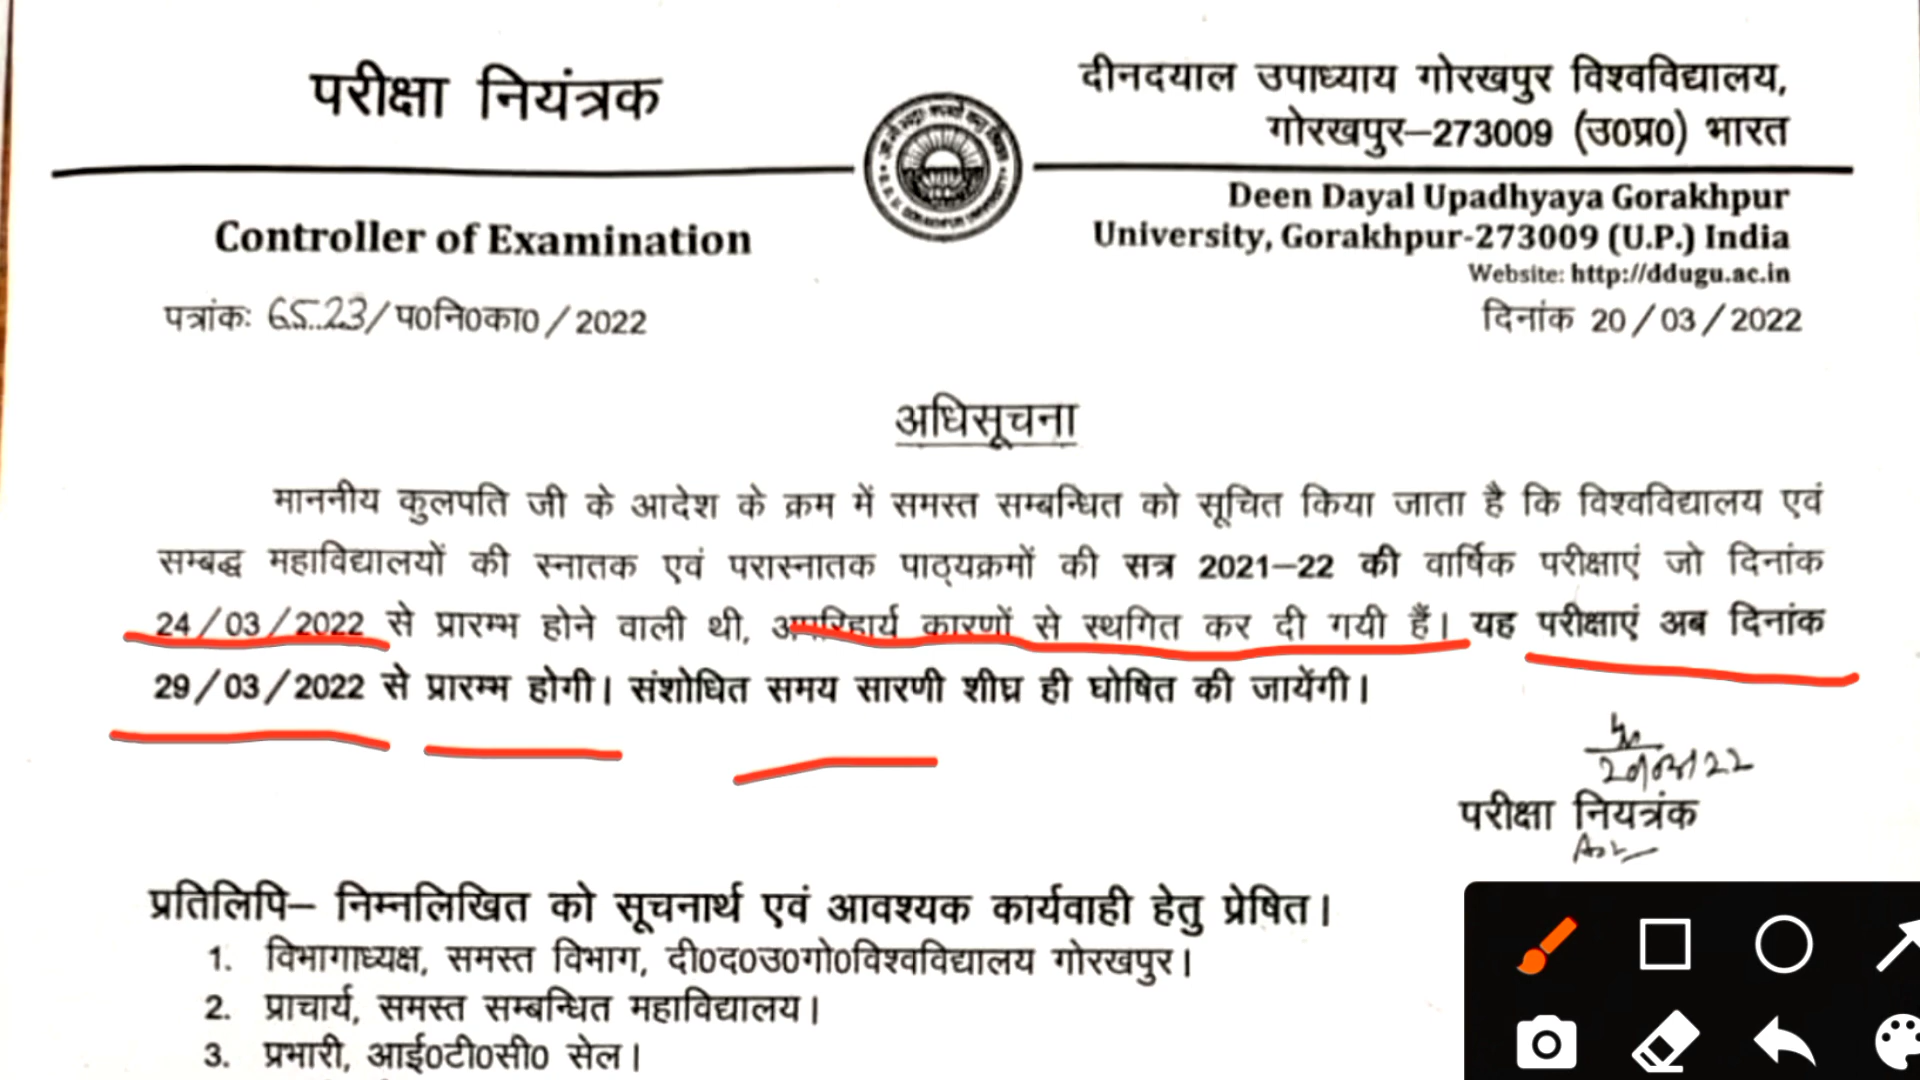 परीक्षा नियंत्रक
दीनदयाल उपाध्याय गोरखपुर विश्वविद्यालय,
गोरखपुर–273009 (उ0प्र0) भारत
Controller of Examination
Deen Dayal Upadhyaya Gorakhpur
University, Gorakhpur-273009 (U.P.) India
Website: http://ddugu.ac.in
पत्रांकः 6523/प0नि0का0/2022
दिनांक 20/03/2022
अधिसूचना
माननीय कुलपति जी के आदेश के क्रम में समस्त सम्बन्धित को सूचित किया जाता है कि विश्वविद्यालय एवं
सम्बद्ध महाविद्यालयों की स्नातक एवं परास्नातक पाठ्यक्रमों की सत्र 2021–22 की वार्षिक परीक्षाएं जो दिनांक
24/03/2022 से प्रारम्भ होने वाली थी, अपरिहार्य कारणों से स्थगित कर दी गयी हैं। यह परीक्षाएं अब दिनांक
29/03/2022 से प्रारम्भ होगी। संशोधित समय सारणी शीघ्र ही घोषित की जायेंगी।
परीक्षा नियत्रंक
प्रतिलिपि– निम्नलिखित को सूचनार्थ एवं आवश्यक कार्यवाही हेतु प्रेषित।
1. विभागाध्यक्ष, समस्त विभाग, दी0द0उ0गो0विश्वविद्यालय गोरखपुर।
2. प्राचार्य, समस्त सम्बन्धित महाविद्यालय।
3. प्रभारी, आई0टी0सी0 सेल।